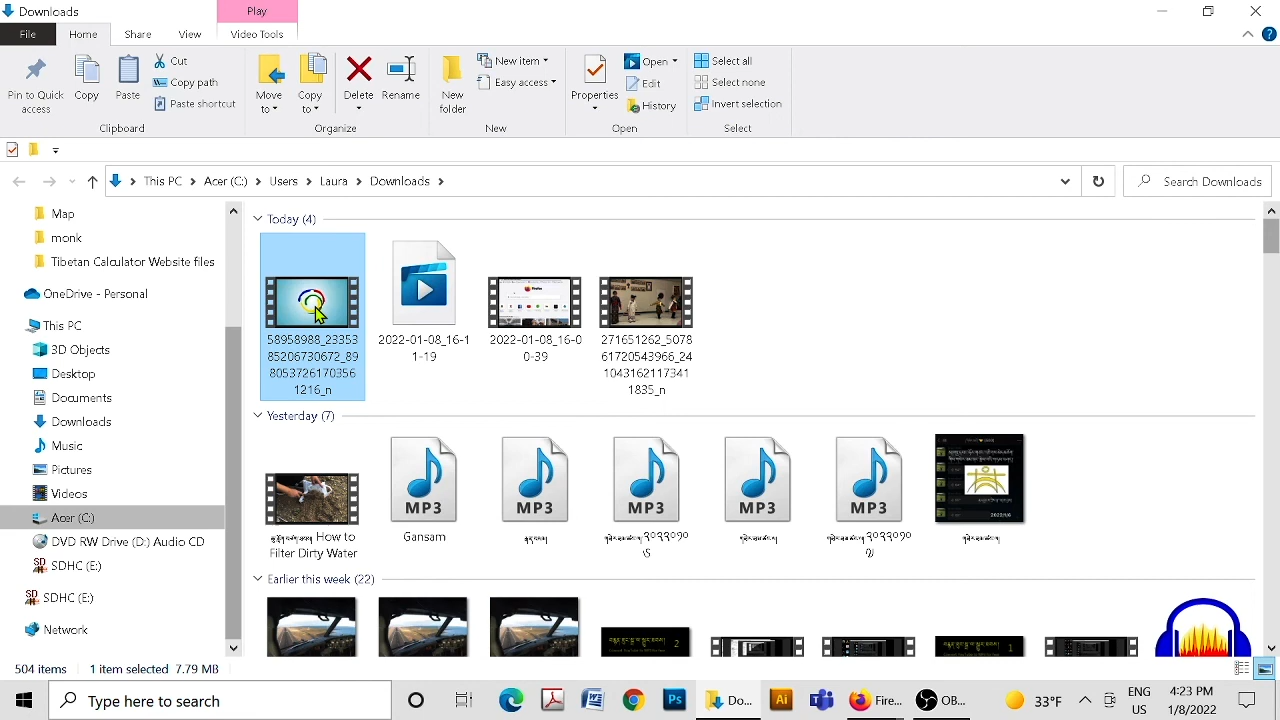 Downloads
Play
File
Home
Share
View
Video Tools
Pin to Quick access
Copy
Paste
Cut
Copy path
Paste shortcut
Clipboard
Move to
Copy to
Delete
Rename
Organize
New folder
New item
Easy access
New
Properties
Open
Edit
History
Open
Select all
Select none
Invert selection
Select
This PC
Acer (C:)
Users
Laura
Downloads
Search Downloads
Map
monk
Tibetan Calculator Website files
OneDrive - Personal
This PC
3D Objects
Desktop
Documents
Downloads
Music
Pictures
Acer (C:)
DVD RW Drive (D:) Audio CD
SDHC (E:)
SDHC (E:)
Network
Today (4)
2022-01-08_16-1
1-19
2022-01-08_16-0
0-39
271651262_5078
61720549966_24
1043162117341
1835_n
Yesterday (7)
How to
Filter Dirty Water
MP3
Gansam
MP3
MP3
MP3
MP3
2022/1/6
Earlier this week (22)
2
1
504 items
1 item selected 7.79 MB
Type here to search
Do...
Fire...
OB...
33°F
ENG
US
4:23 PM
1/8/2022